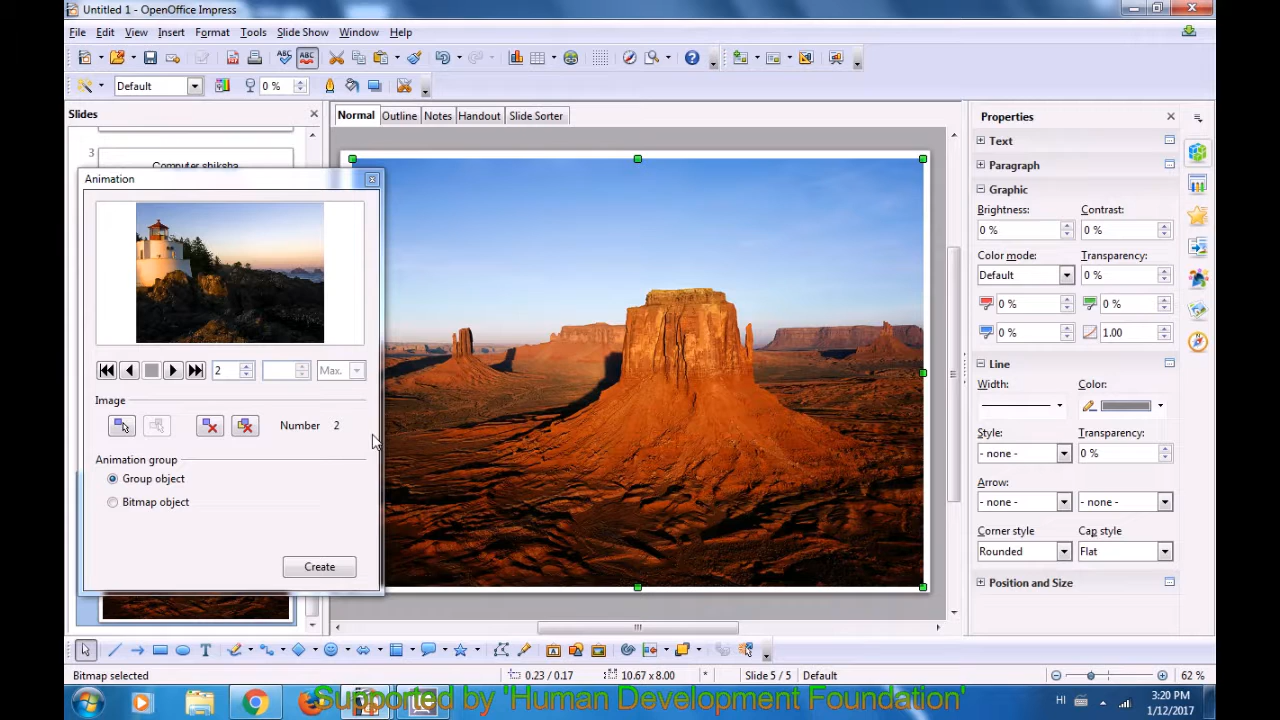 Untitled 1 - OpenOffice Impress
File Edit View Insert Format Tools Slide Show Window Help
Default 0 %
Slides
Normal Outline Notes Handout Slide Sorter
3
Computer shiksha
Animation
2 Max.
Image
Number 2
Animation group
Group object
Bitmap object
Create
Properties
Text
Paragraph
Graphic
Brightness: Contrast:
0 % 0 %
Color mode: Transparency:
Default 0 %
0 % 0 %
0 % 1.00
Line
Width: Color:
Style: Transparency:
- none - 0 %
Arrow:
- none - - none -
Corner style Cap style
Rounded Flat
Position and Size
Bitmap selected 0.23 / 0.17 10.67 x 8.00 * Slide 5 / 5 Default 62 %
Supported by 'Human Development Foundation'
HI 3:20 PM
1/12/2017